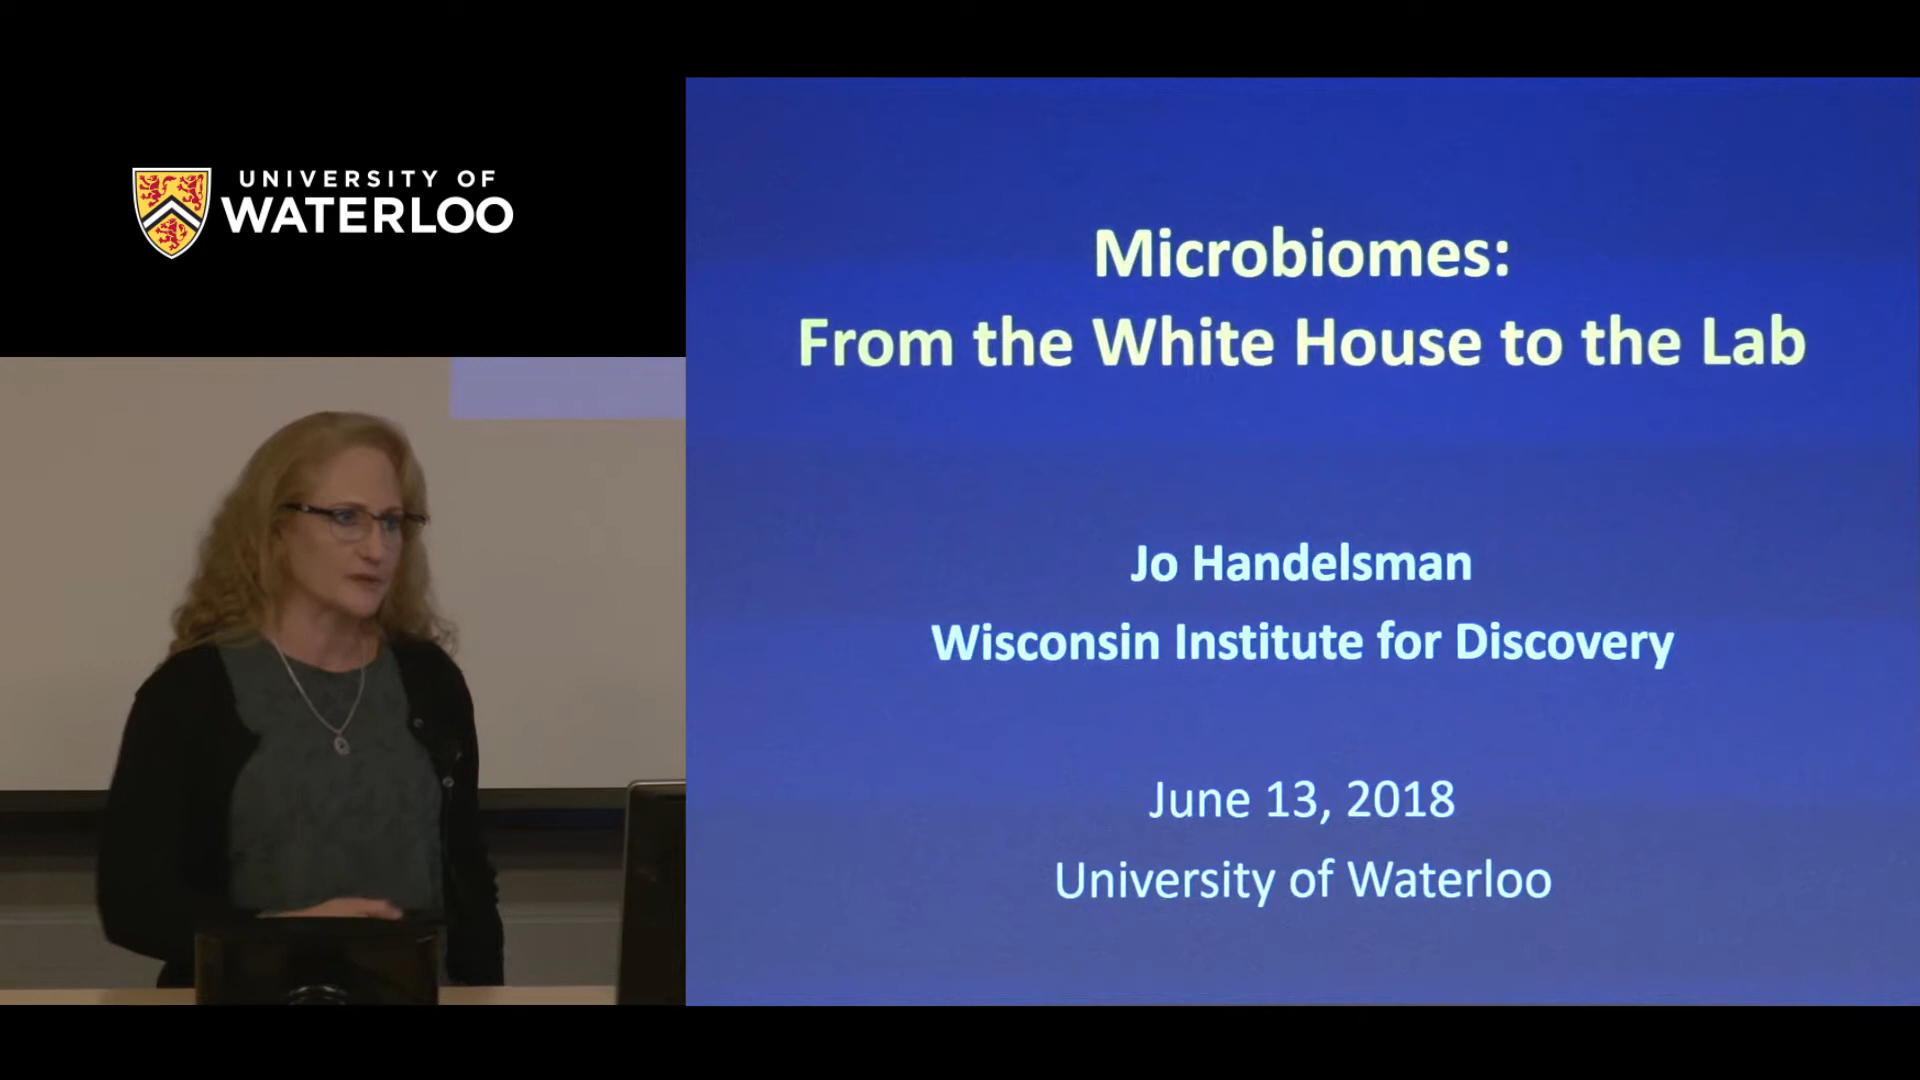 UNIVERSITY OF
WATERLOO
Microbiomes:
From the White House to the Lab
Jo Handelsman
Wisconsin Institute for Discovery
June 13, 2018
University of Waterloo